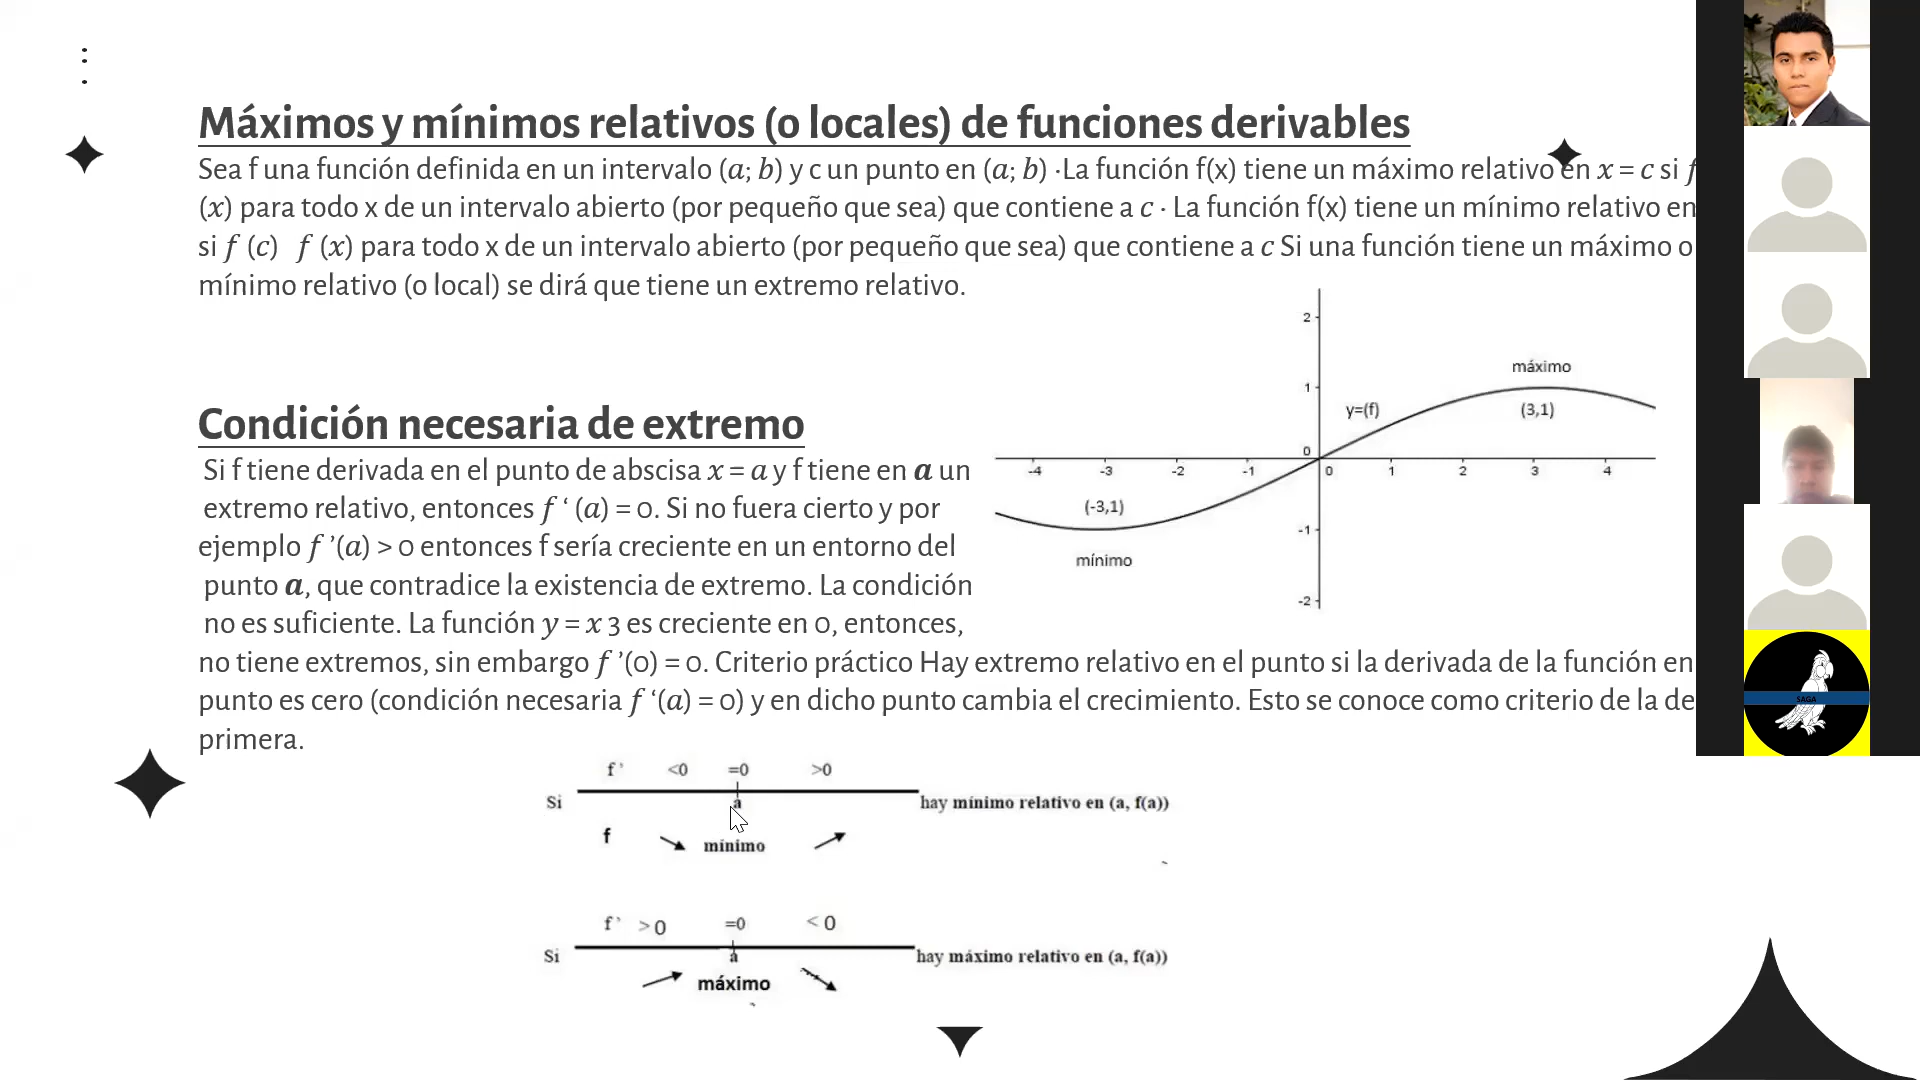 Máximos y mínimos relativos (o locales) de funciones derivables
Sea f una función definida en un intervalo (a; b) y c un punto en (a; b) ·La función f(x) tiene un máximo relativo en x = c si f
(x) para todo x de un intervalo abierto (por pequeño que sea) que contiene a c · La función f(x) tiene un mínimo relativo en
si f (c) f (x) para todo x de un intervalo abierto (por pequeño que sea) que contiene a c Si una función tiene un máximo o
mínimo relativo (o local) se dirá que tiene un extremo relativo.
Condición necesaria de extremo
Si f tiene derivada en el punto de abscisa x = a y f tiene en a un
extremo relativo, entonces f ‘ (a) = 0. Si no fuera cierto y por
ejemplo f ’(a) > 0 entonces f sería creciente en un entorno del
punto a, que contradice la existencia de extremo. La condición
no es suficiente. La función y = x 3 es creciente en 0, entonces,
no tiene extremos, sin embargo f ’(0) = 0. Criterio práctico Hay extremo relativo en el punto si la derivada de la función en
punto es cero (condición necesaria f ‘(a) = 0) y en dicho punto cambia el crecimiento. Esto se conoce como criterio de la de
primera.
2
máximo
1
y=(f)
(3,1)
0
-4 -3 -2 -1 0 1 2 3 4
(-3,1)
-1
mínimo
-2
f ' <0 =0 >0
Si a hay mínimo relativo en (a, f(a))
f mínimo
f ' > 0 =0 < 0
Si a hay máximo relativo en (a, f(a))
máximo
SAGA